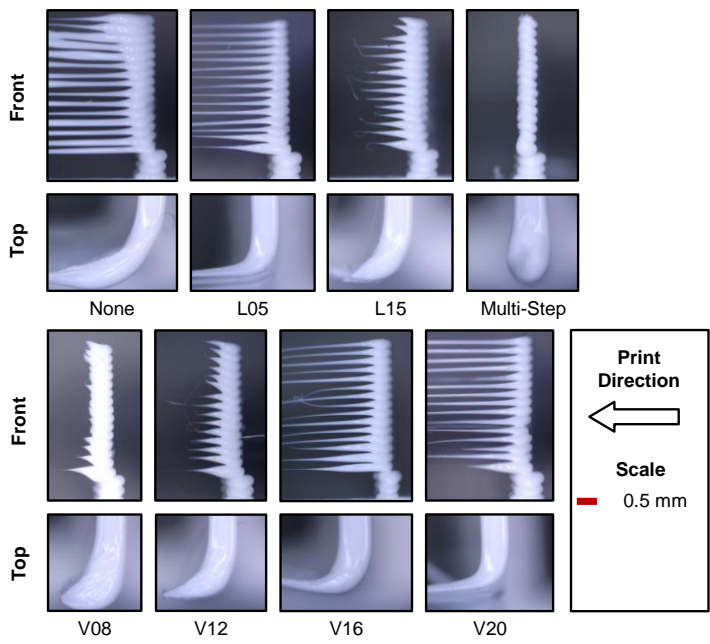 Front
Top
None L05 L15 Multi-Step
Front
Top
V08 V12 V16 V20
Print
Direction
Scale
0.5 mm